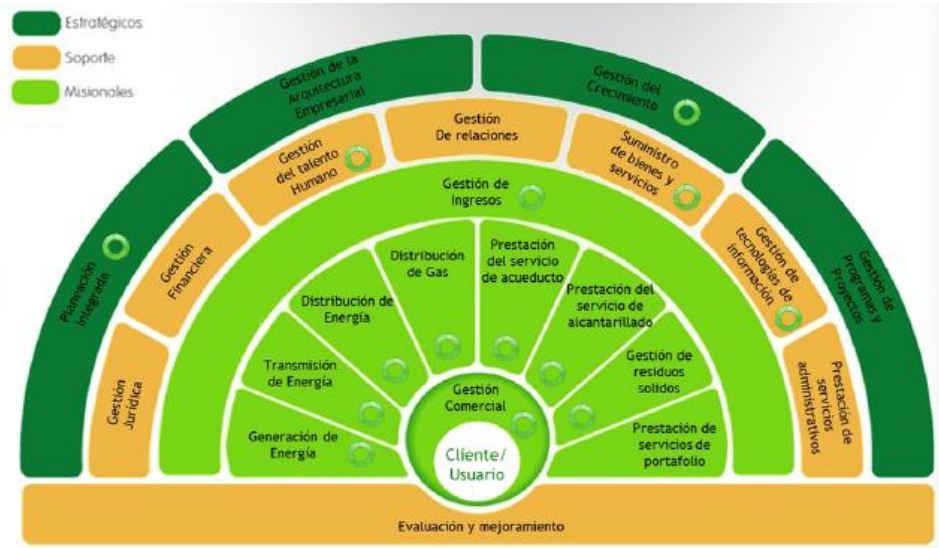 Estratégicos
Soporte
Misionales
Planeación
Integrada
Gestión de la
Arquitectura
Empresarial
Gestión del
Crecimiento
Gestión de
Programas y
Proyectos
Gestión
Jurídica
Gestión
Financiera
Gestión
del talento
Humano
Gestión
De relaciones
Suministro
de bienes y
servicios
Gestión de
tecnologías de
información
Prestación de
servicios
administrativos
Gestión de
Ingresos
Generación de
Energía
Transmisión
de Energía
Distribución de
Energía
Distribución
de Gas
Prestación
del servicio
de acueducto
Prestación del
servicio de
alcantarillado
Gestión de
residuos
solidos
Prestación de
servicios de
portafolio
Gestión
Comercial
Cliente/
Usuario
Evaluación y mejoramiento